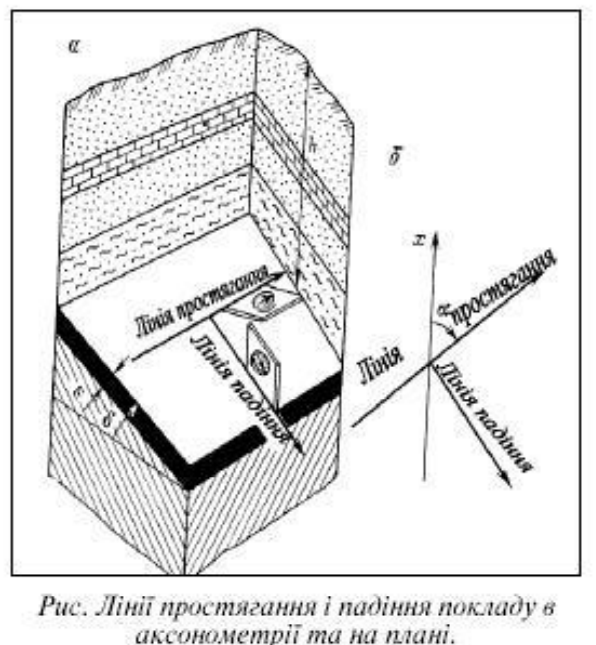 а
h
б
x
α
Лінія простягання
Лінія падіння
в
б
Лінія простягання
Лінія падіння
Рис. Лінії простягання і падіння покладу в
аксонометрії та на плані.